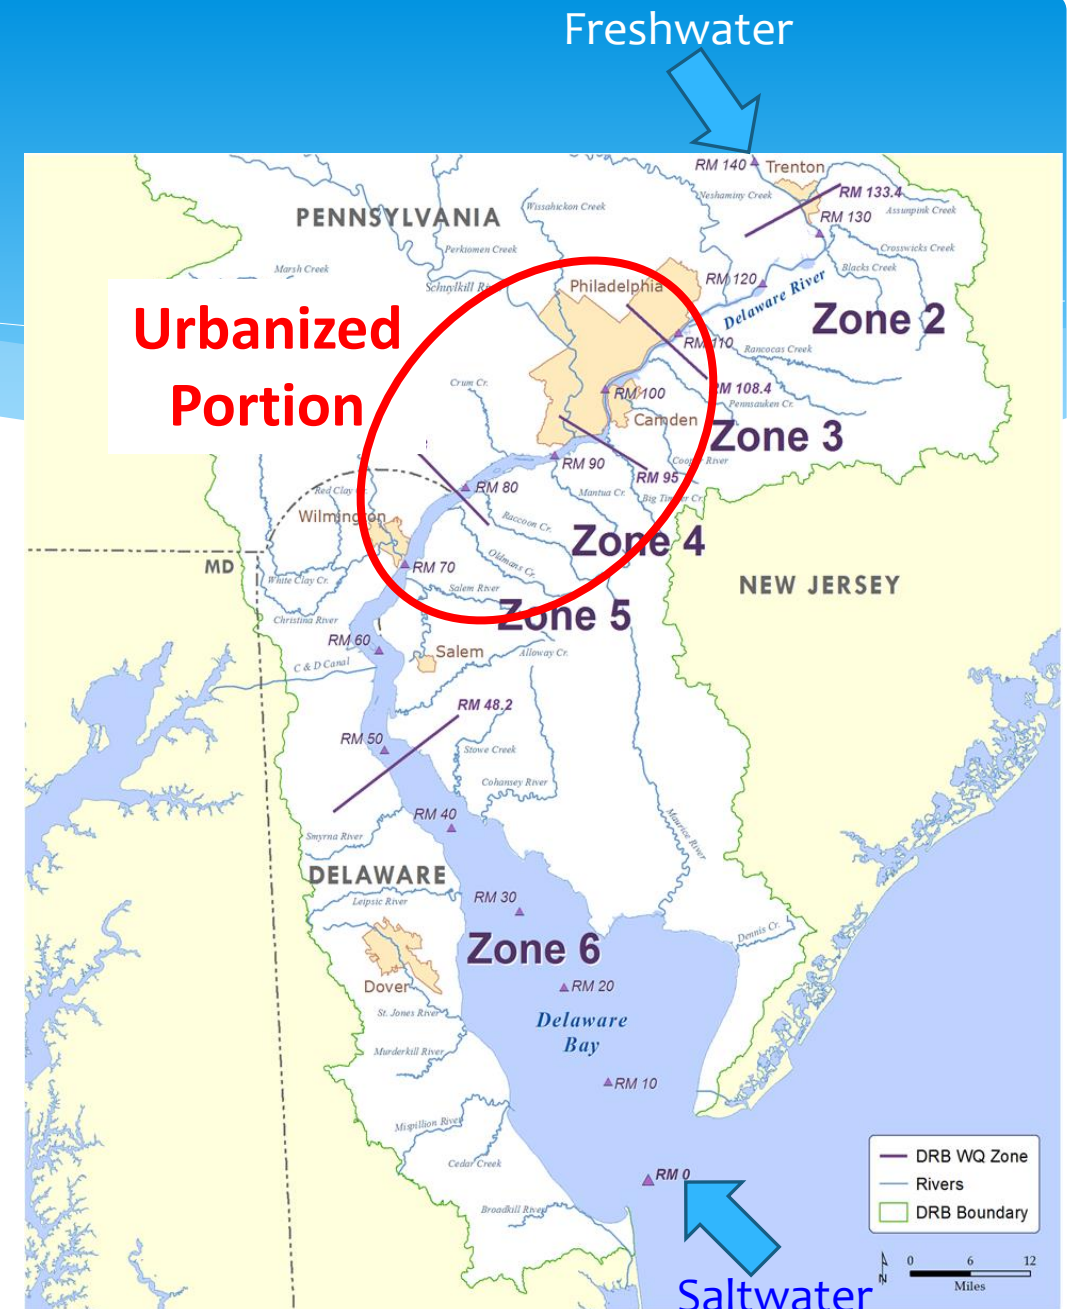 Freshwater
RM 140
Trenton
Neshaminy Creek
RM 133.4
Wissahickon Creek
Assunpink Creek
PENNSYLVANIA
RM 130
Perkiomen Creek
Crosswicks Creek
Marsh Creek
Blacks Creek
Schuylkill
Philadelphia
RM 120
Delaware River
Urbanized
Portion
Zone 2
RM 110
Rancocas Creek
Crum Cr.
RM 100
RM 108.4
Pennsauken Cr.
Camden
Zone 3
RM 90
Cooper River
RM 95
Red Clay
RM 80
Mantua Cr.
Big Timber Cr.
Wilmington
Raccoon Cr.
Zone 4
MD
RM 70
Oldmans Cr.
White Clay Cr.
Salem River
NEW JERSEY
Christina River
Zone 5
RM 60
Salem
Alloway Cr.
C & D Canal
RM 48.2
RM 50
Stowe Creek
Cohansey River
RM 40
Smyrna River
Maurice River
DELAWARE
RM 30
Leipsic River
Dennis Cr.
Zone 6
Dover
RM 20
St. Jones River
Delaware
Bay
Murderkill River
RM 10
Mispillion River
Cedar Creek
RM 0
Broadkill River
DRB WQ Zone
Rivers
DRB Boundary
0 6 12
Miles
N
Saltwater